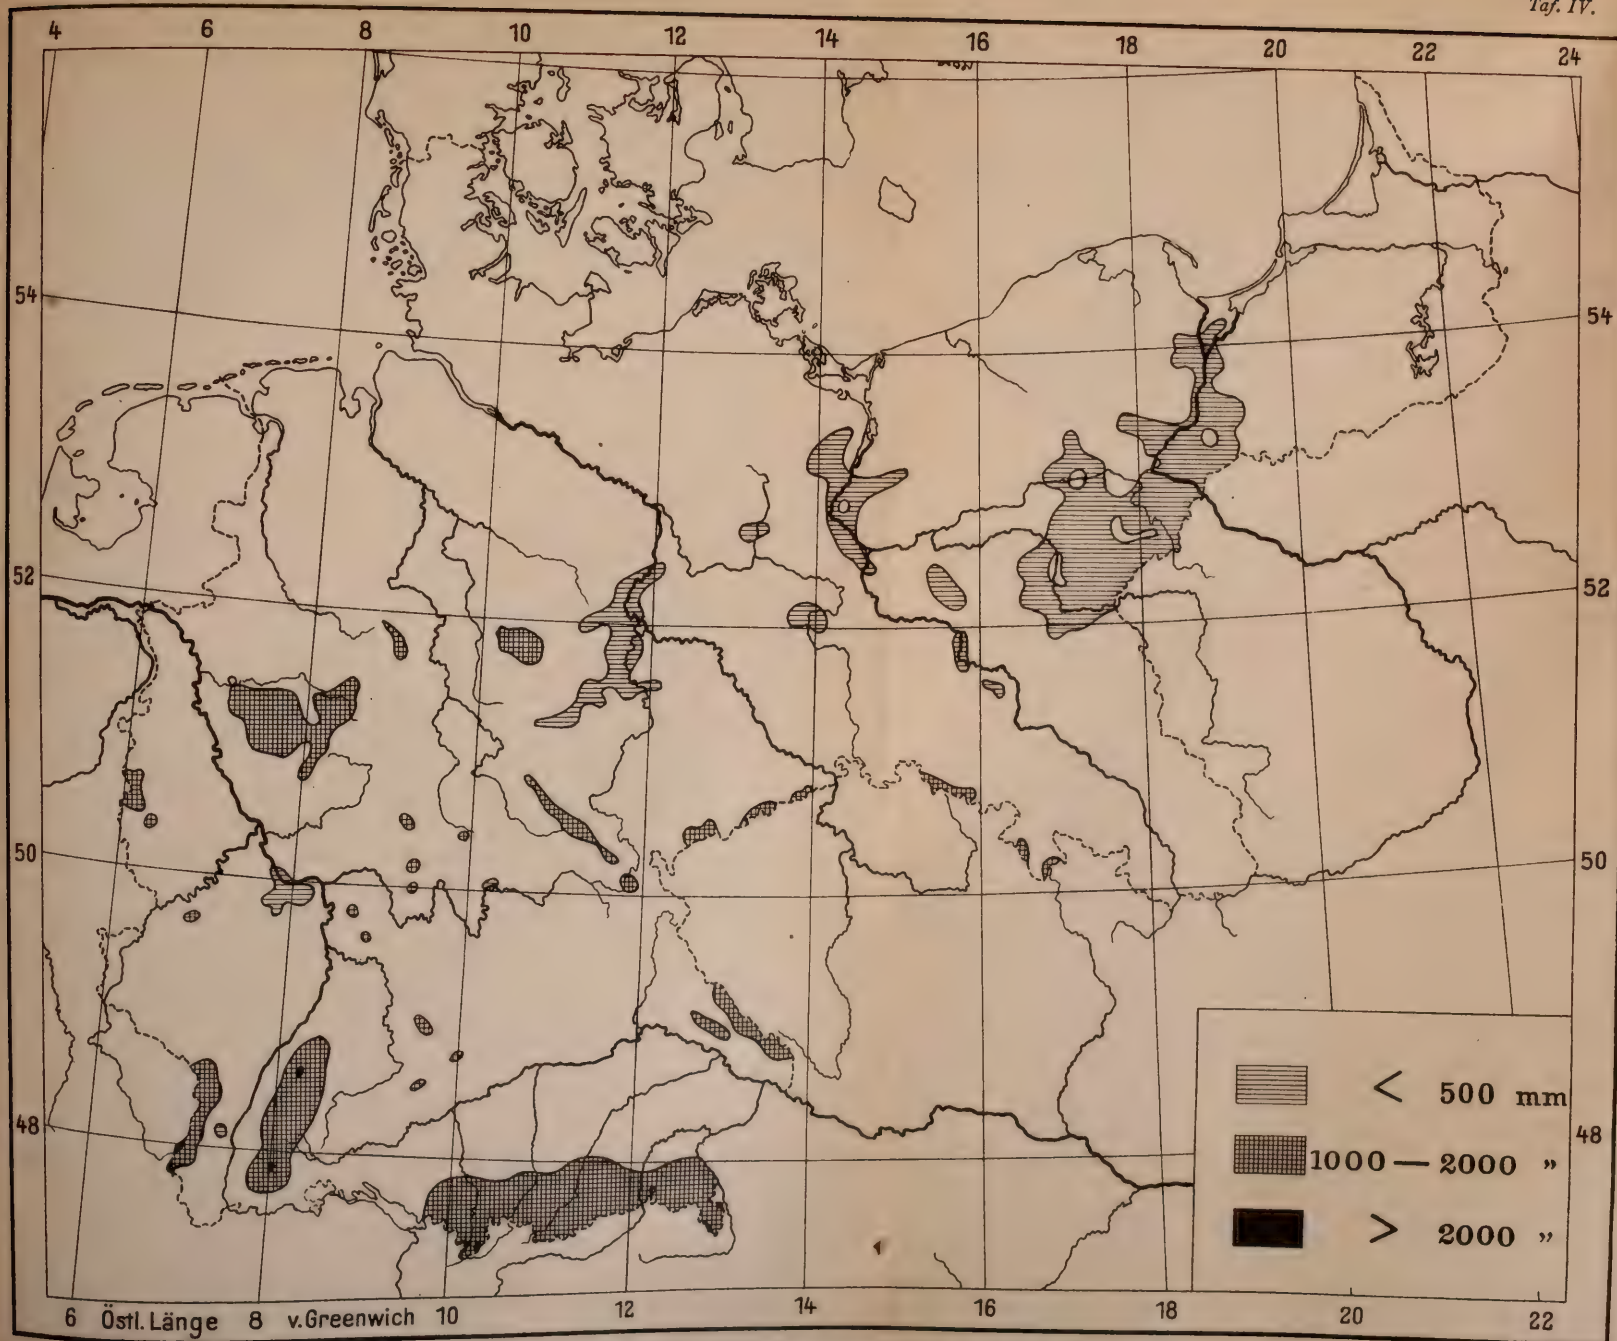 Taf. IV.
4 6 8 10 12 14 16 18 20 22 24
54 54
52 52
50 50
< 500 mm
48 48
1000 — 2000 „
> 2000 „
6 Östl. Länge 8 v. Greenwich 10 12 14 16 18 20 22